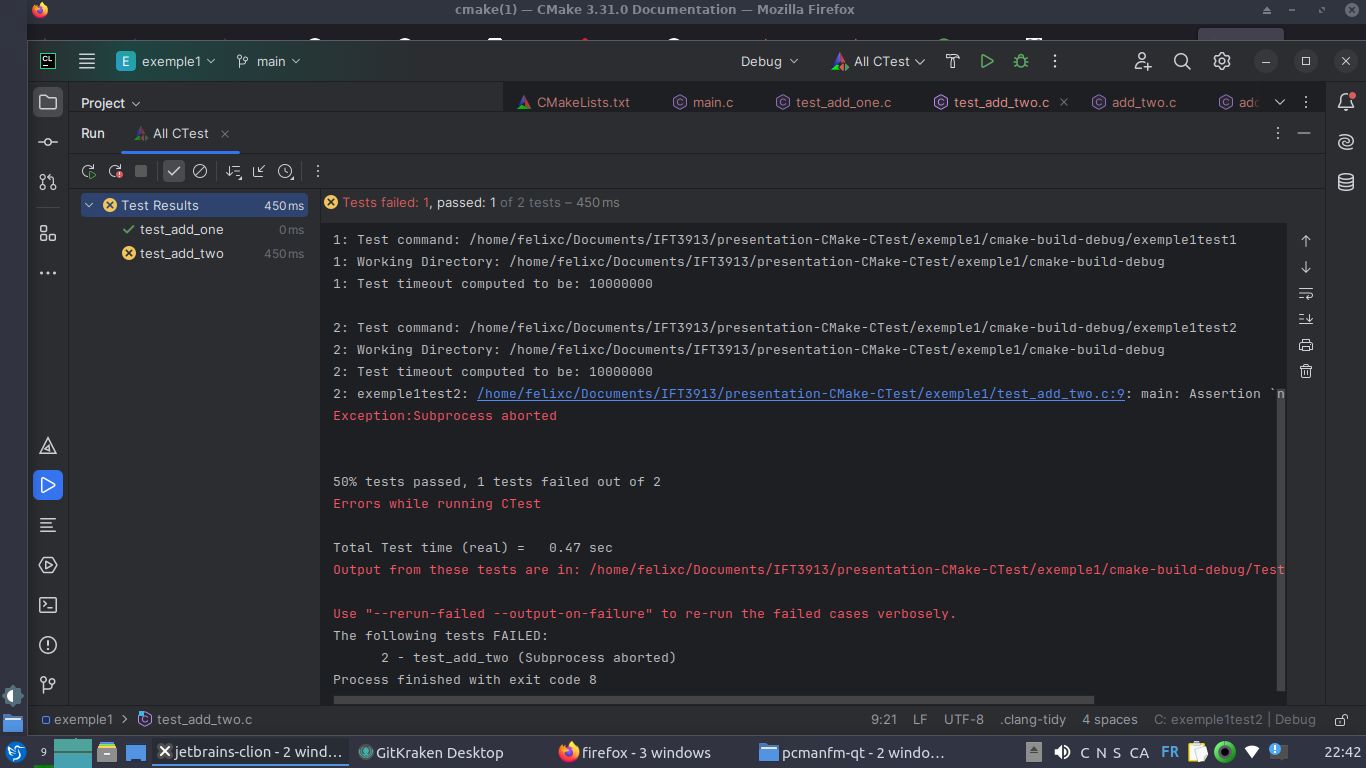 cmake(1) — CMake 3.31.0 Documentation — Mozilla Firefox
CL E exemple1 main Debug All CTest
Project CMakeLists.txt main.c test_add_one.c test_add_two.c add_two.c
Run All CTest
Test Results 450 ms
test_add_one 0 ms
test_add_two 450 ms
Tests failed: 1, passed: 1 of 2 tests – 450 ms
1: Test command: /home/felixc/Documents/IFT3913/presentation-CMake-CTest/exemple1/cmake-build-debug/exemple1test1
1: Working Directory: /home/felixc/Documents/IFT3913/presentation-CMake-CTest/exemple1/cmake-build-debug
1: Test timeout computed to be: 10000000
2: Test command: /home/felixc/Documents/IFT3913/presentation-CMake-CTest/exemple1/cmake-build-debug/exemple1test2
2: Working Directory: /home/felixc/Documents/IFT3913/presentation-CMake-CTest/exemple1/cmake-build-debug
2: Test timeout computed to be: 10000000
2: exemple1test2: /home/felixc/Documents/IFT3913/presentation-CMake-CTest/exemple1/test_add_two.c:9: main: Assertion `n
Exception:Subprocess aborted
50% tests passed, 1 tests failed out of 2
Errors while running CTest
Total Test time (real) =   0.47 sec
Output from these tests are in: /home/felixc/Documents/IFT3913/presentation-CMake-CTest/exemple1/cmake-build-debug/Test
Use "--rerun-failed --output-on-failure" to re-run the failed cases verbosely.
The following tests FAILED:
2 - test_add_two (Subprocess aborted)
Process finished with exit code 8
exemple1 > test_add_two.c 9:21 LF UTF-8 .clang-tidy 4 spaces C: exemple1test2 | Debug
9 jetbrains-clion - 2 wind... GitKraken Desktop firefox - 3 windows pcmanfm-qt - 2 windo... C N S CA FR 22:42